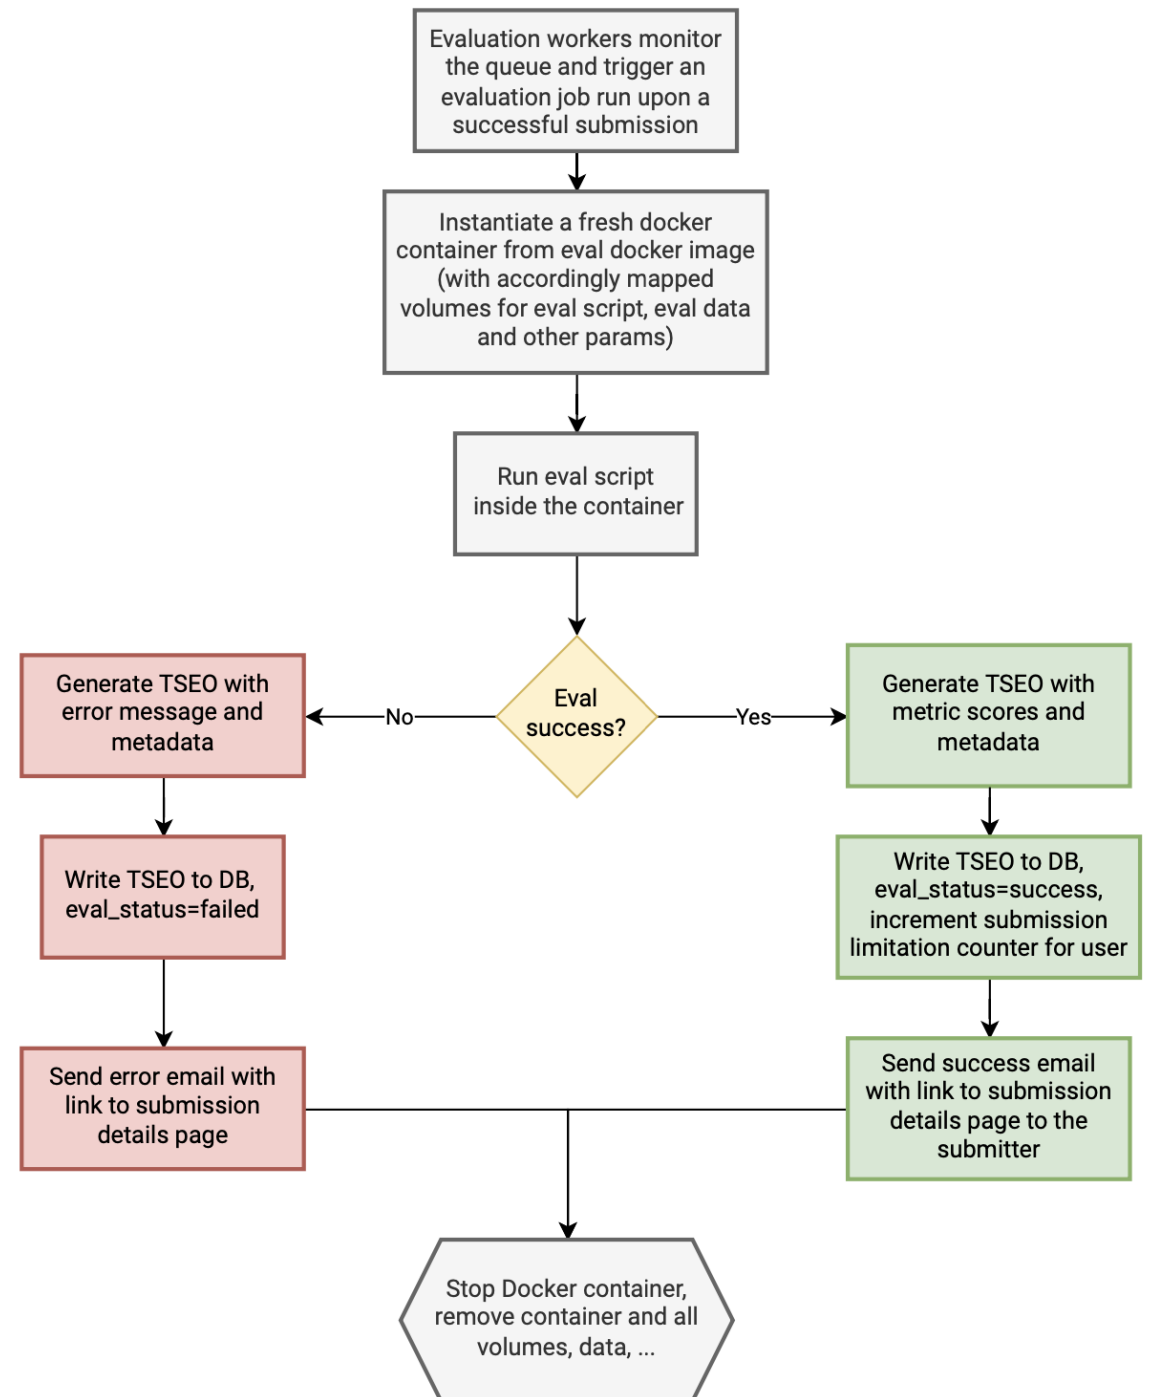 Evaluation workers monitor
the queue and trigger an
evaluation job run upon a
successful submission
Instantiate a fresh docker
container from eval docker image
(with accordingly mapped
volumes for eval script, eval data
and other params)
Run eval script
inside the container
Eval
success?
No
Yes
Generate TSEO with
error message and
metadata
Write TSEO to DB,
eval_status=failed
Send error email with
link to submission
details page
Generate TSEO with
metric scores and
metadata
Write TSEO to DB,
eval_status=success,
increment submission
limitation counter for user
Send success email
with link to submission
details page to the
submitter
Stop Docker container,
remove container and all
volumes, data, ...